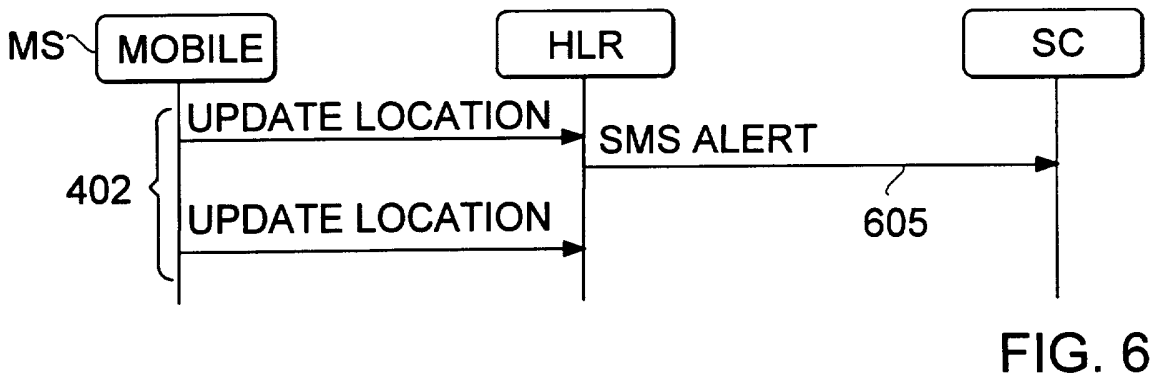 MS
MOBILE
HLR
SC
UPDATE LOCATION
SMS ALERT
402
605
UPDATE LOCATION
FIG. 6